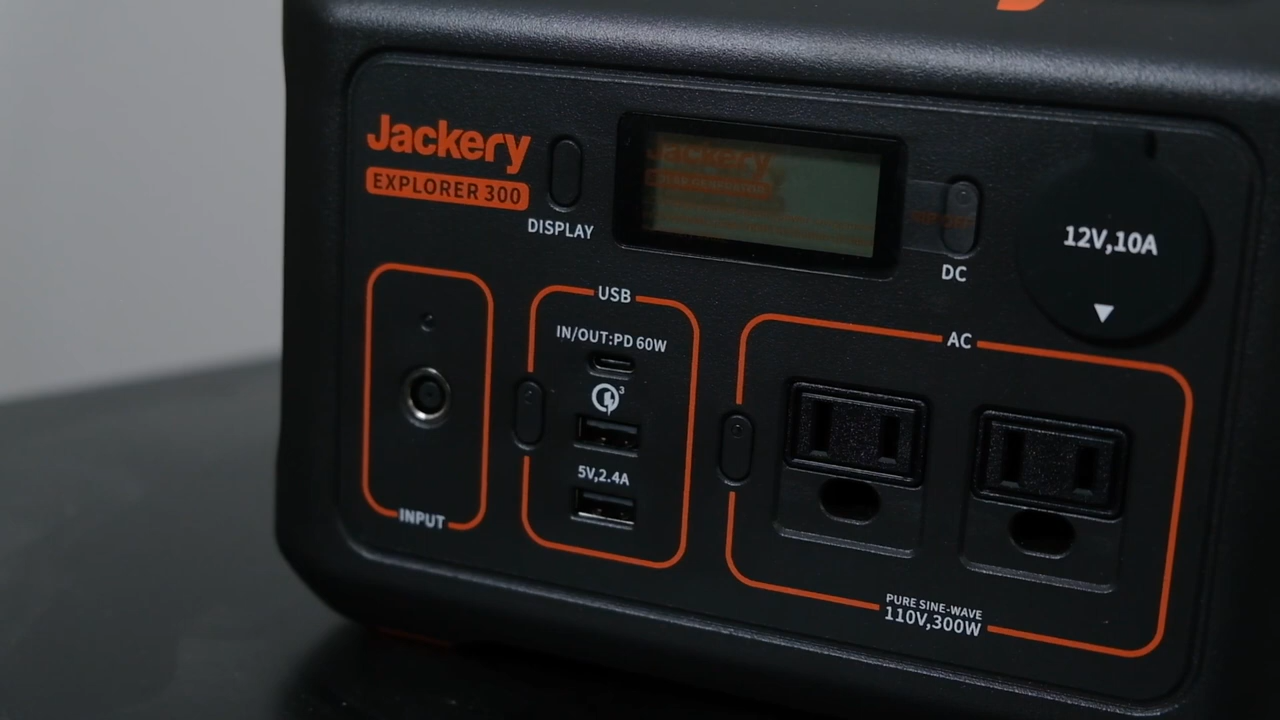 Jackery
EXPLORER 300
DISPLAY
DC
12V,10A
INPUT
USB
IN/OUT:PD 60W
3
5V,2.4A
AC
PURE SINE-WAVE
110V,300W